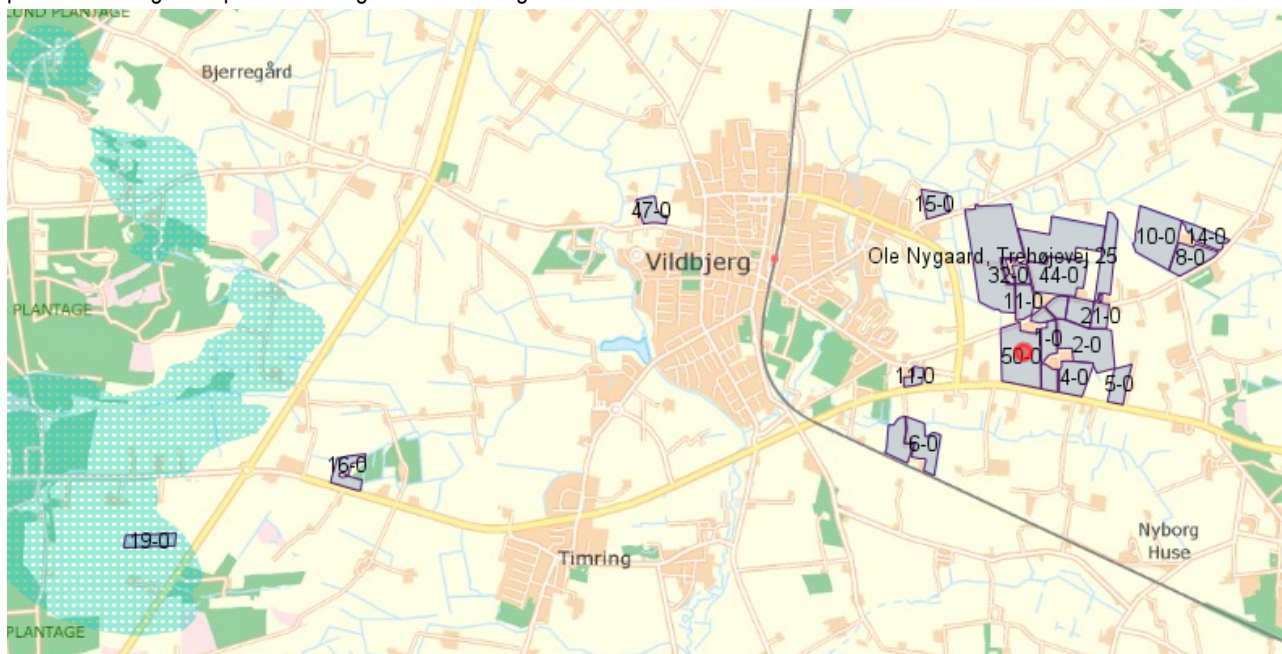 LUND PLANTAGE
Bjerregård
47-0
15-0
Vildbjerg
10-0
14-0
8-0
Ole Nygaard, Trehøjevej 25
32-0
44-0
11-0
21-0
PLANTAGE
1-0
2-0
50-0
11-0
4-0
5-0
6-0
16-0
19-0
Timring
Nyborg
Huse
PLANTAGE